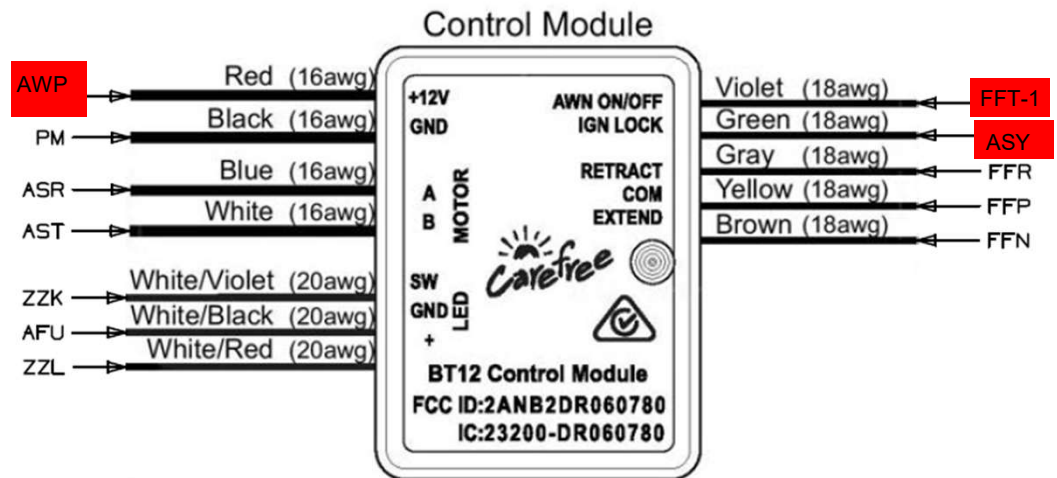 Control Module
AWP
Red (16awg)
PM
Black (16awg)
ASR
Blue (16awg)
AST
White (16awg)
ZZK
White/Violet (20awg)
AFU
White/Black (20awg)
ZZL
White/Red (20awg)
+12V
GND
A
B
MOTOR
SW
GND
+
LED
AWN ON/OFF
IGN LOCK
RETRACT
COM
EXTEND
Carefree
BT12 Control Module
FCC ID:2ANB2DR060780
IC:23200-DR060780
Violet (18awg)
FFT-1
Green (18awg)
ASY
Gray (18awg)
FFR
Yellow (18awg)
FFP
Brown (18awg)
FFN